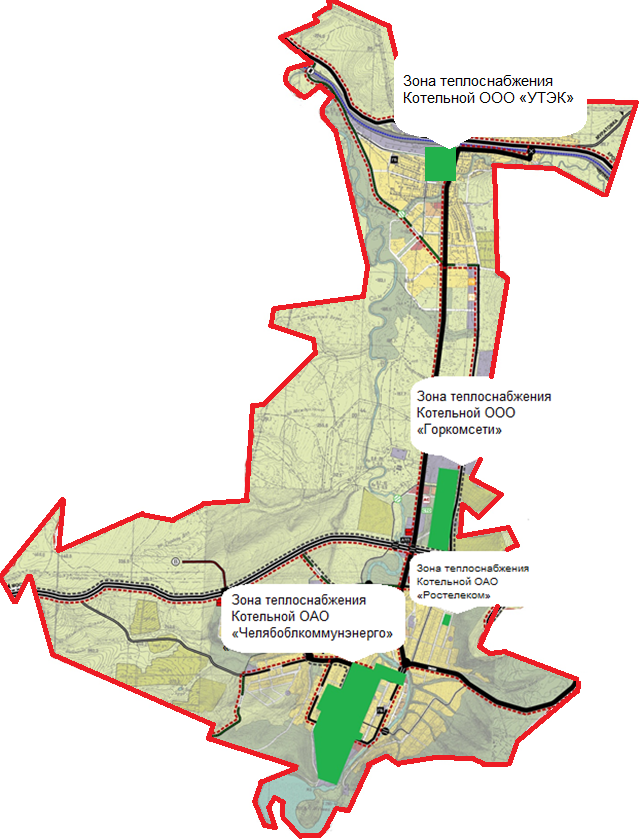 Зона теплоснабжения
Котельной ООО «УТЭК»
Зона теплоснабжения
Котельной ООО
«Горкомсети»
Зона теплоснабжения
Котельной ОАО
«Ростелеком»
Зона теплоснабжения
Котельной ОАО
«Челябоблкоммунэнерго»